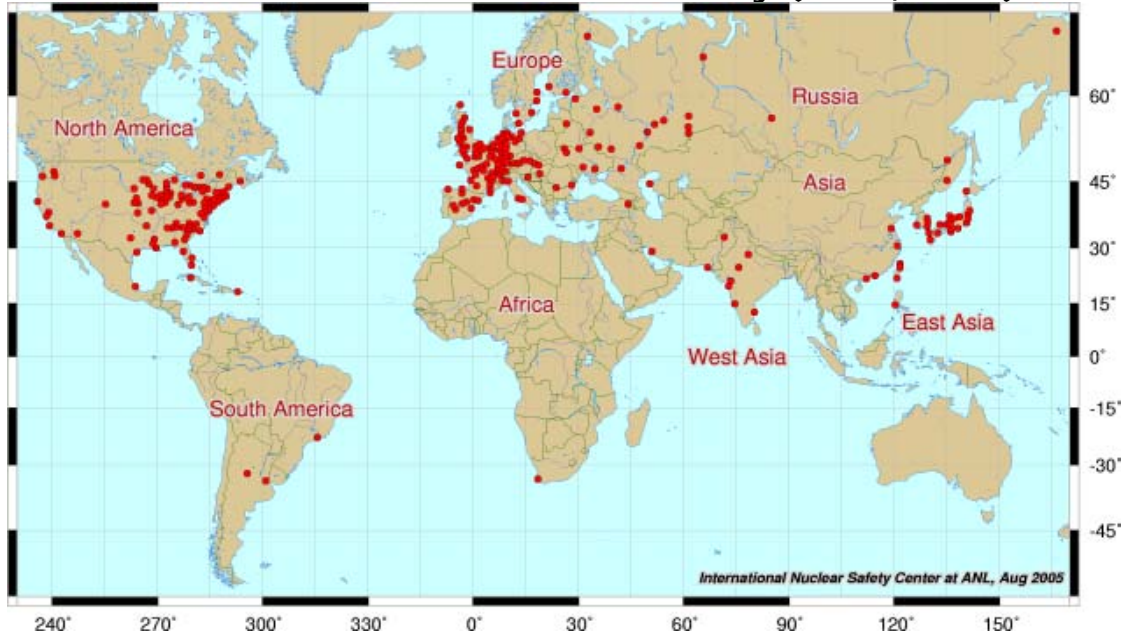 Europe
Russia
60°
North America
Asia
45°
30°
Africa
15°
East Asia
West Asia
0°
South America
-15°
-30°
-45°
International Nuclear Safety Center at ANL, Aug 2005
240° 270° 300° 330° 0° 30° 60° 90° 120° 150°